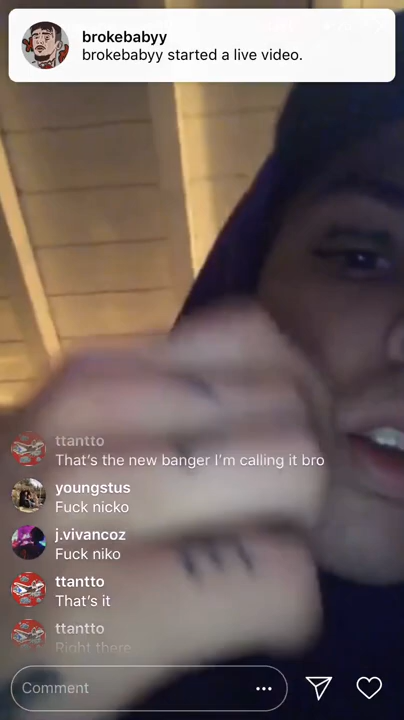 brokebabyy
brokebabyy started a live video.
ttantto
That's the new banger I'm calling it bro
youngstus
Fuck nicko
j.vivancoz
Fuck niko
ttantto
That's it
ttantto
Right there
Comment